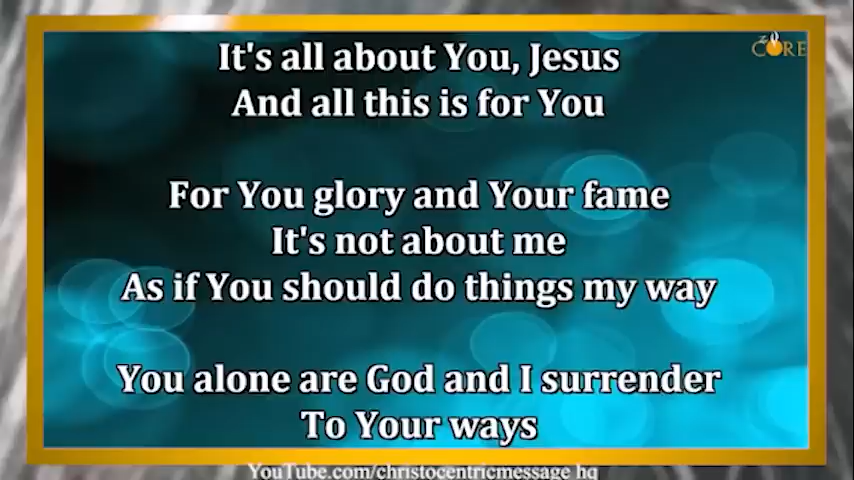 It's all about You, Jesus
And all this is for You
For You glory and Your fame
It's not about me
As if You should do things my way
You alone are God and I surrender
To Your ways
CORE
YouTube.com/christocentricmessage hq